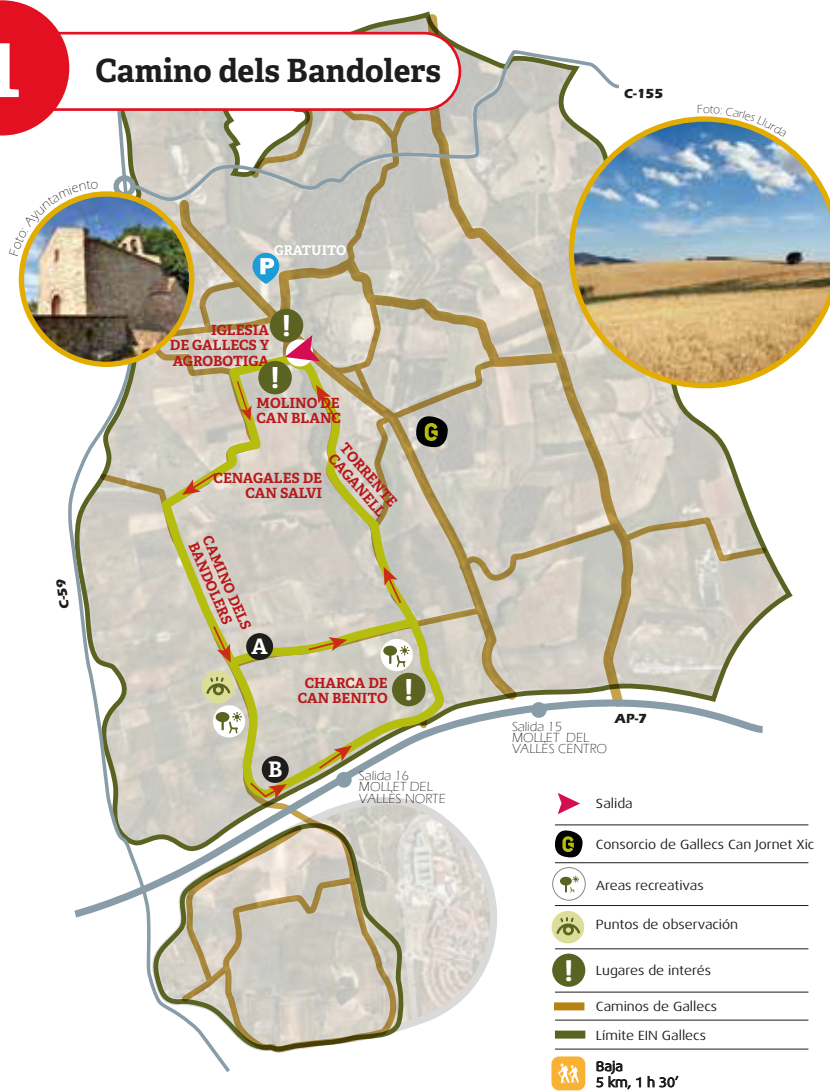 1
Camino dels Bandolers
C-155
Foto: Carles Llurda
Foto: Ayuntamiento
GRATUITO
P
!
IGLESIA
DE GALLECS Y
AGROBOTIGA
!
MOLINO DE
CAN BLANC
G
TORRENTE
CAGANELL
CENAGALES DE
CAN SALVI
CAMINO DELS
BANDOLERS
C-59
A
CHARCA DE
CAN BENITO
!
AP-7
Salida 15
MOLLET DEL
VALLÈS CENTRO
B
Salida 16
MOLLET DEL
VALLÈS NORTE
Salida
G
Consorcio de Gallecs Can Jornet Xic
Areas recreativas
Puntos de observación
!
Lugares de interés
Caminos de Gallecs
Límite EIN Gallecs
Baja
5 km, 1 h 30′